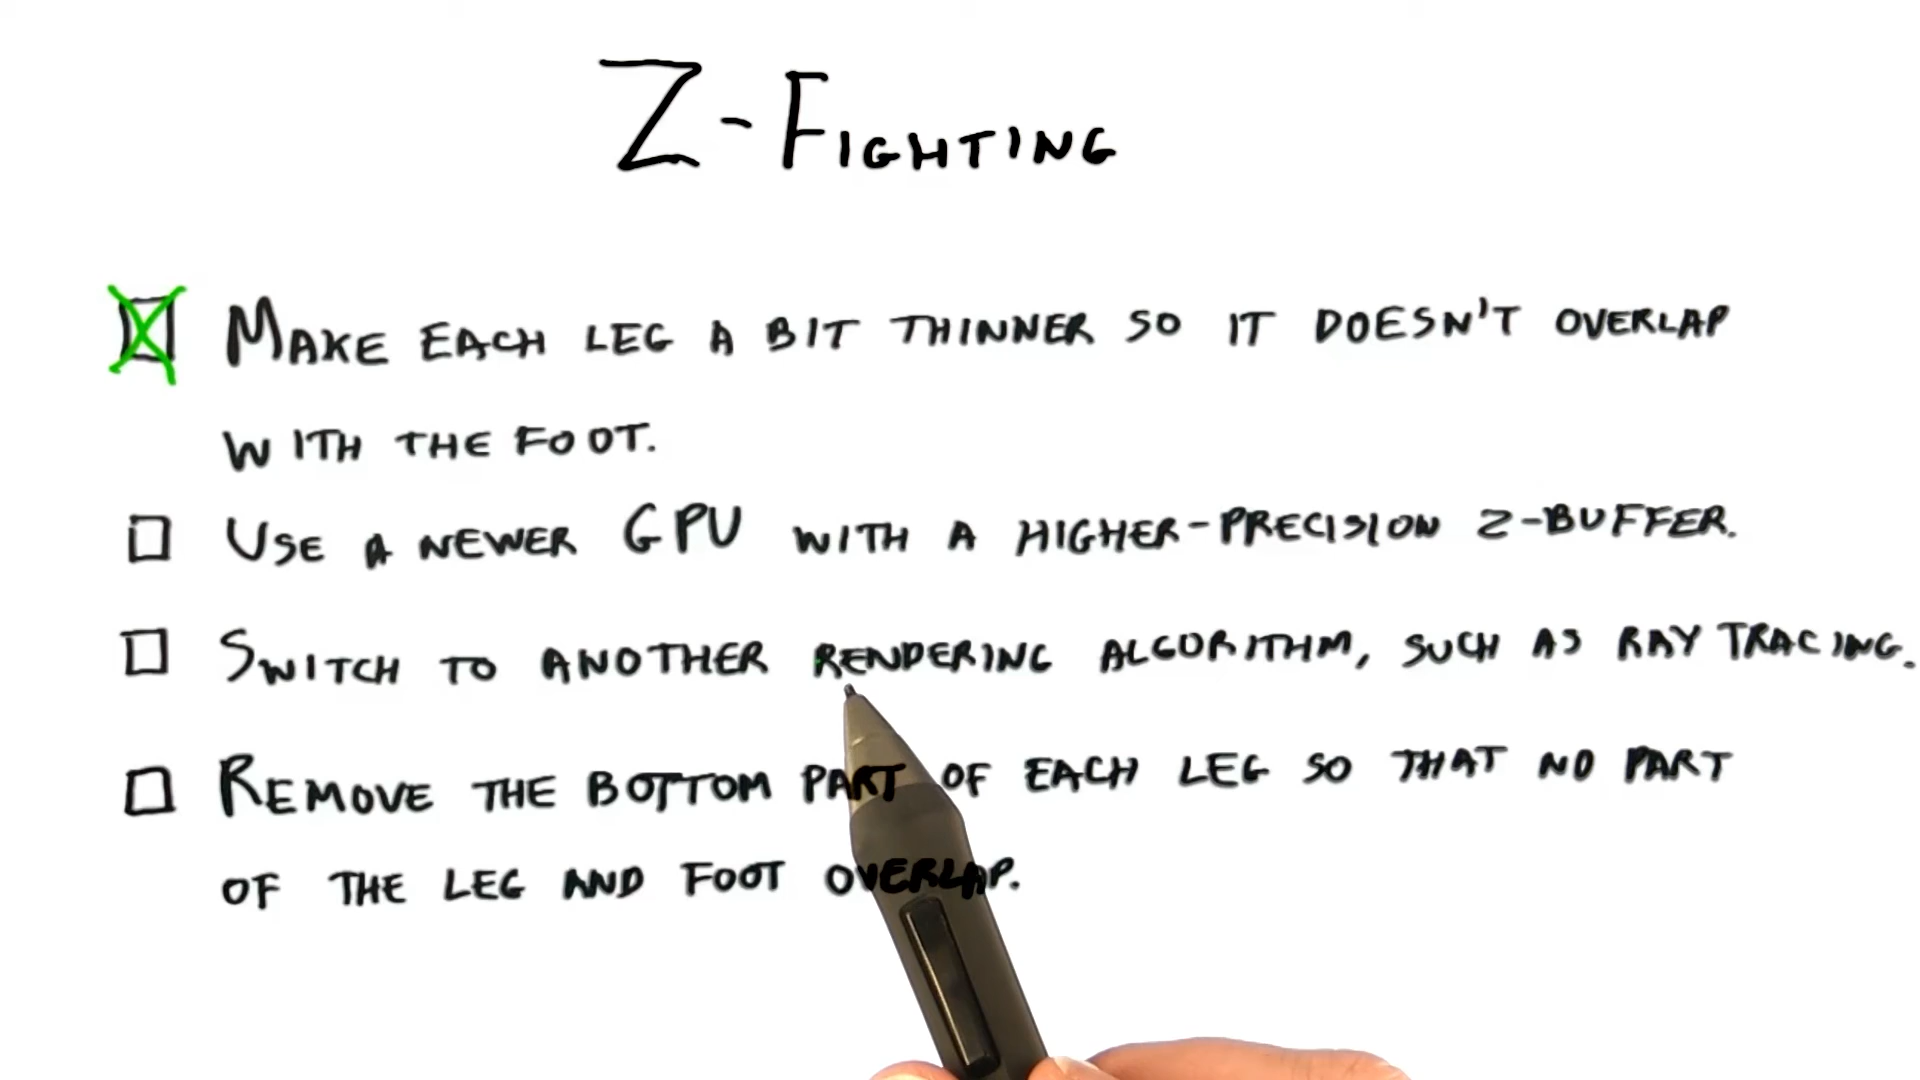 Z-FIGHTING
MAKE EACH LEG A BIT THINNER SO IT DOESN'T OVERLAP
WITH THE FOOT.
USE A NEWER GPU WITH A HIGHER-PRECISION Z-BUFFER.
SWITCH TO ANOTHER RENDERING ALGORITHM, SUCH AS RAY TRACING.
REMOVE THE BOTTOM PART OF EACH LEG SO THAT NO PART
OF THE LEG AND FOOT OVERLAP.